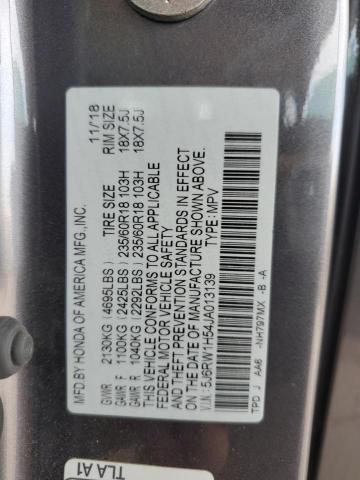 MFD BY HONDA OF AMERICA MFG.,INC. 11/18
TIRE SIZE RIM SIZE
GVWR 2130KG (4695LBS)
GAWR F 1100KG (2425LBS) 235/60R18 103H 18X7.5J
GAWR R 1040KG (2292LBS) 235/60R18 103H 18X7.5J
THIS VEHICLE CONFORMS TO ALL APPLICABLE
FEDERAL MOTOR VEHICLE SAFETY
AND THEFT PREVENTION STANDARDS IN EFFECT
ON THE DATE OF MANUFACTURE SHOWN ABOVE.
V.I.N.: 5J6RW1H54JA013139 TYPE: MPV
TPD J AA6 -NH797MX -B -A
TLA A1